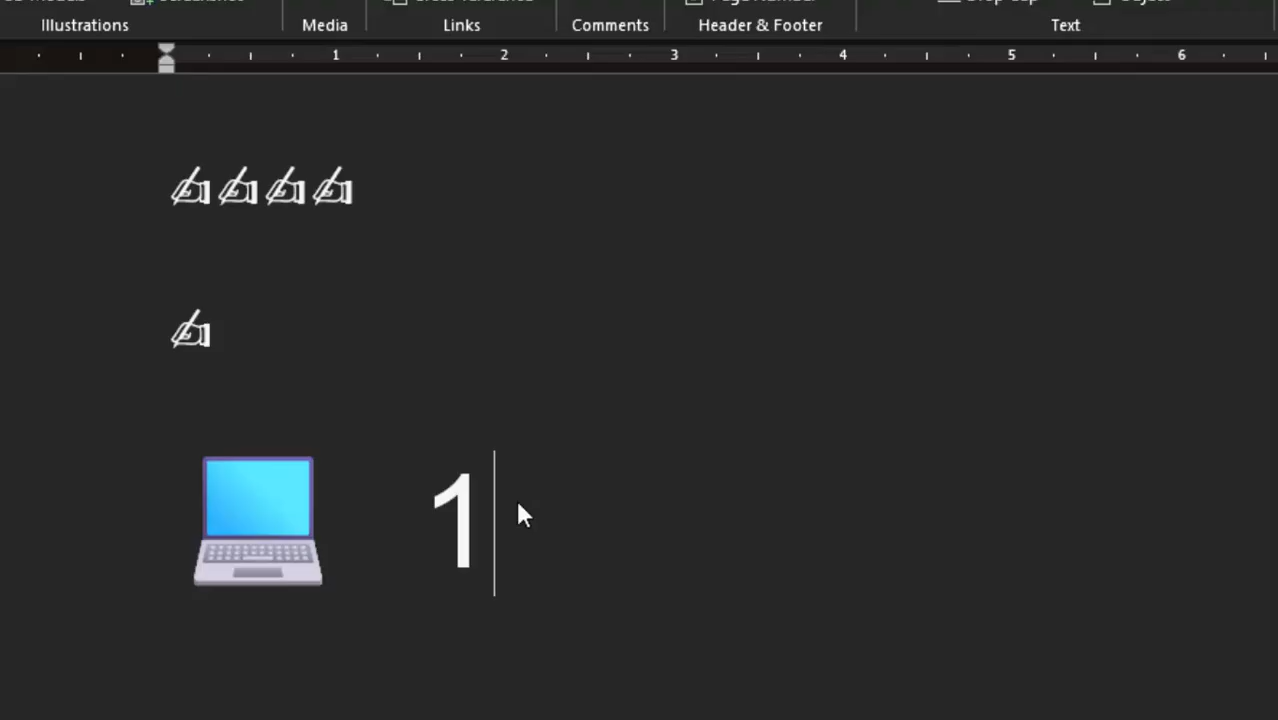 Illustrations Media Links Comments Header & Footer Text
1 2 3 4 5 6
✍✍✍✍
✍
💻 1